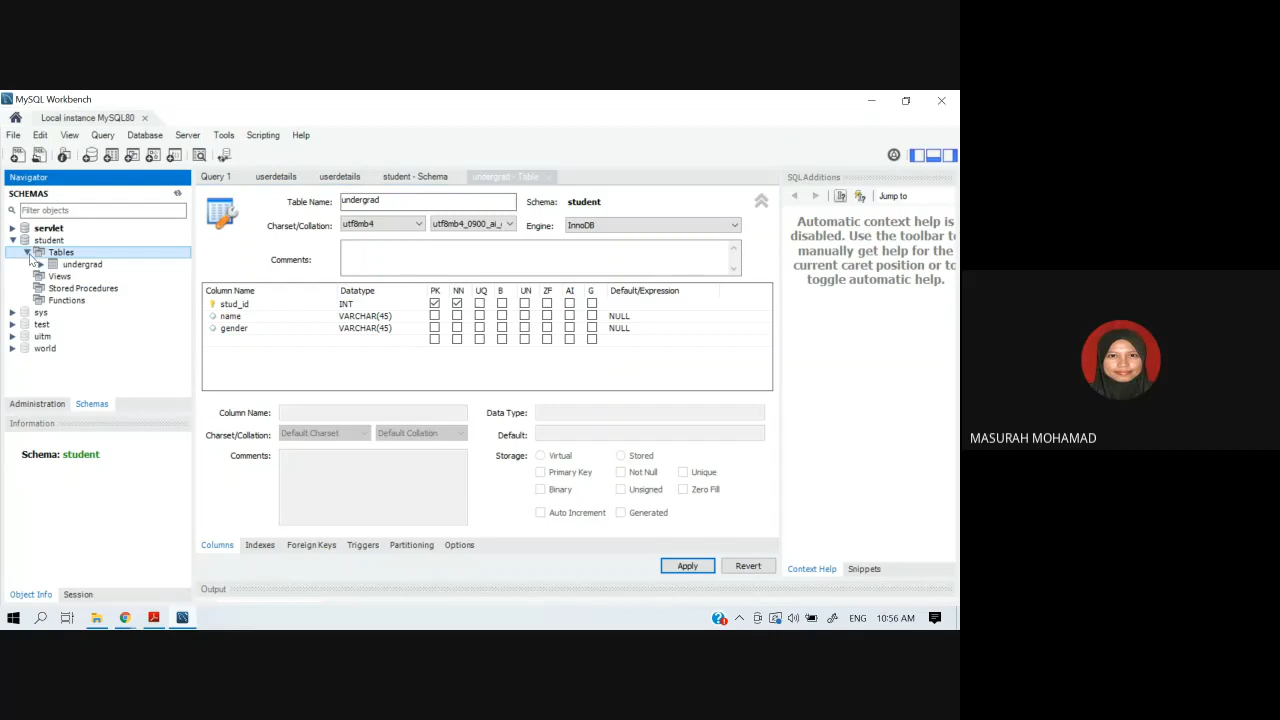 MySQL Workbench
Local instance MySQL80
File Edit View Query Database Server Tools Scripting Help
Navigator
SCHEMAS
Filter objects
servlet
student
Tables
undergrad
Views
Stored Procedures
Functions
sys
test
uitm
world
Administration Schemas
Information
Schema: student
Object Info Session
Query 1 userdetails userdetails student - Schema undergrad - Table
Table Name: undergrad Schema: student
Charset/Collation: utf8mb4 utf8mb4_0900_ai_ Engine: InnoDB
Comments:
Column Name Datatype PK NN UQ B UN ZF AI G Default/Expression
stud_id INT
name VARCHAR(45) NULL
gender VARCHAR(45) NULL
Column Name: Data Type:
Charset/Collation: Default Charset Default Collation Default:
Comments: Storage: Virtual Stored
Primary Key Not Null Unique
Binary Unsigned Zero Fill
Auto Increment Generated
Columns Indexes Foreign Keys Triggers Partitioning Options
Apply Revert
Output
SQLAdditions
Jump to
Automatic context help is
disabled. Use the toolbar to
manually get help for the
current caret position or to
toggle automatic help.
Context Help Snippets
ENG 10:56 AM
MASURAH MOHAMAD